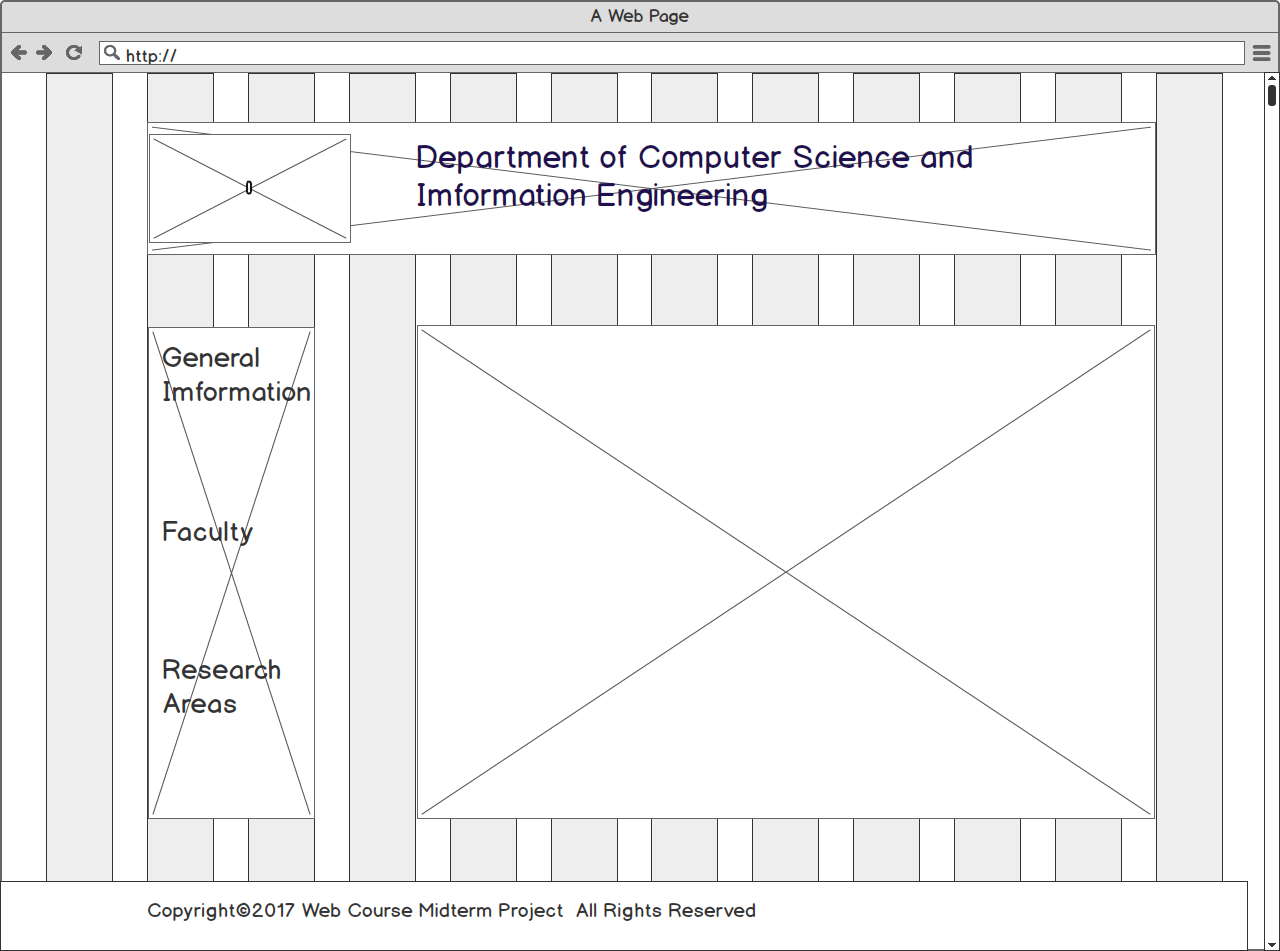 A Web Page
http://
Department of Computer Science and
Imformation Engineering
General
Imformation
Faculty
Research
Areas
Copyright©2017 Web Course Midterm Project  All Rights Reserved